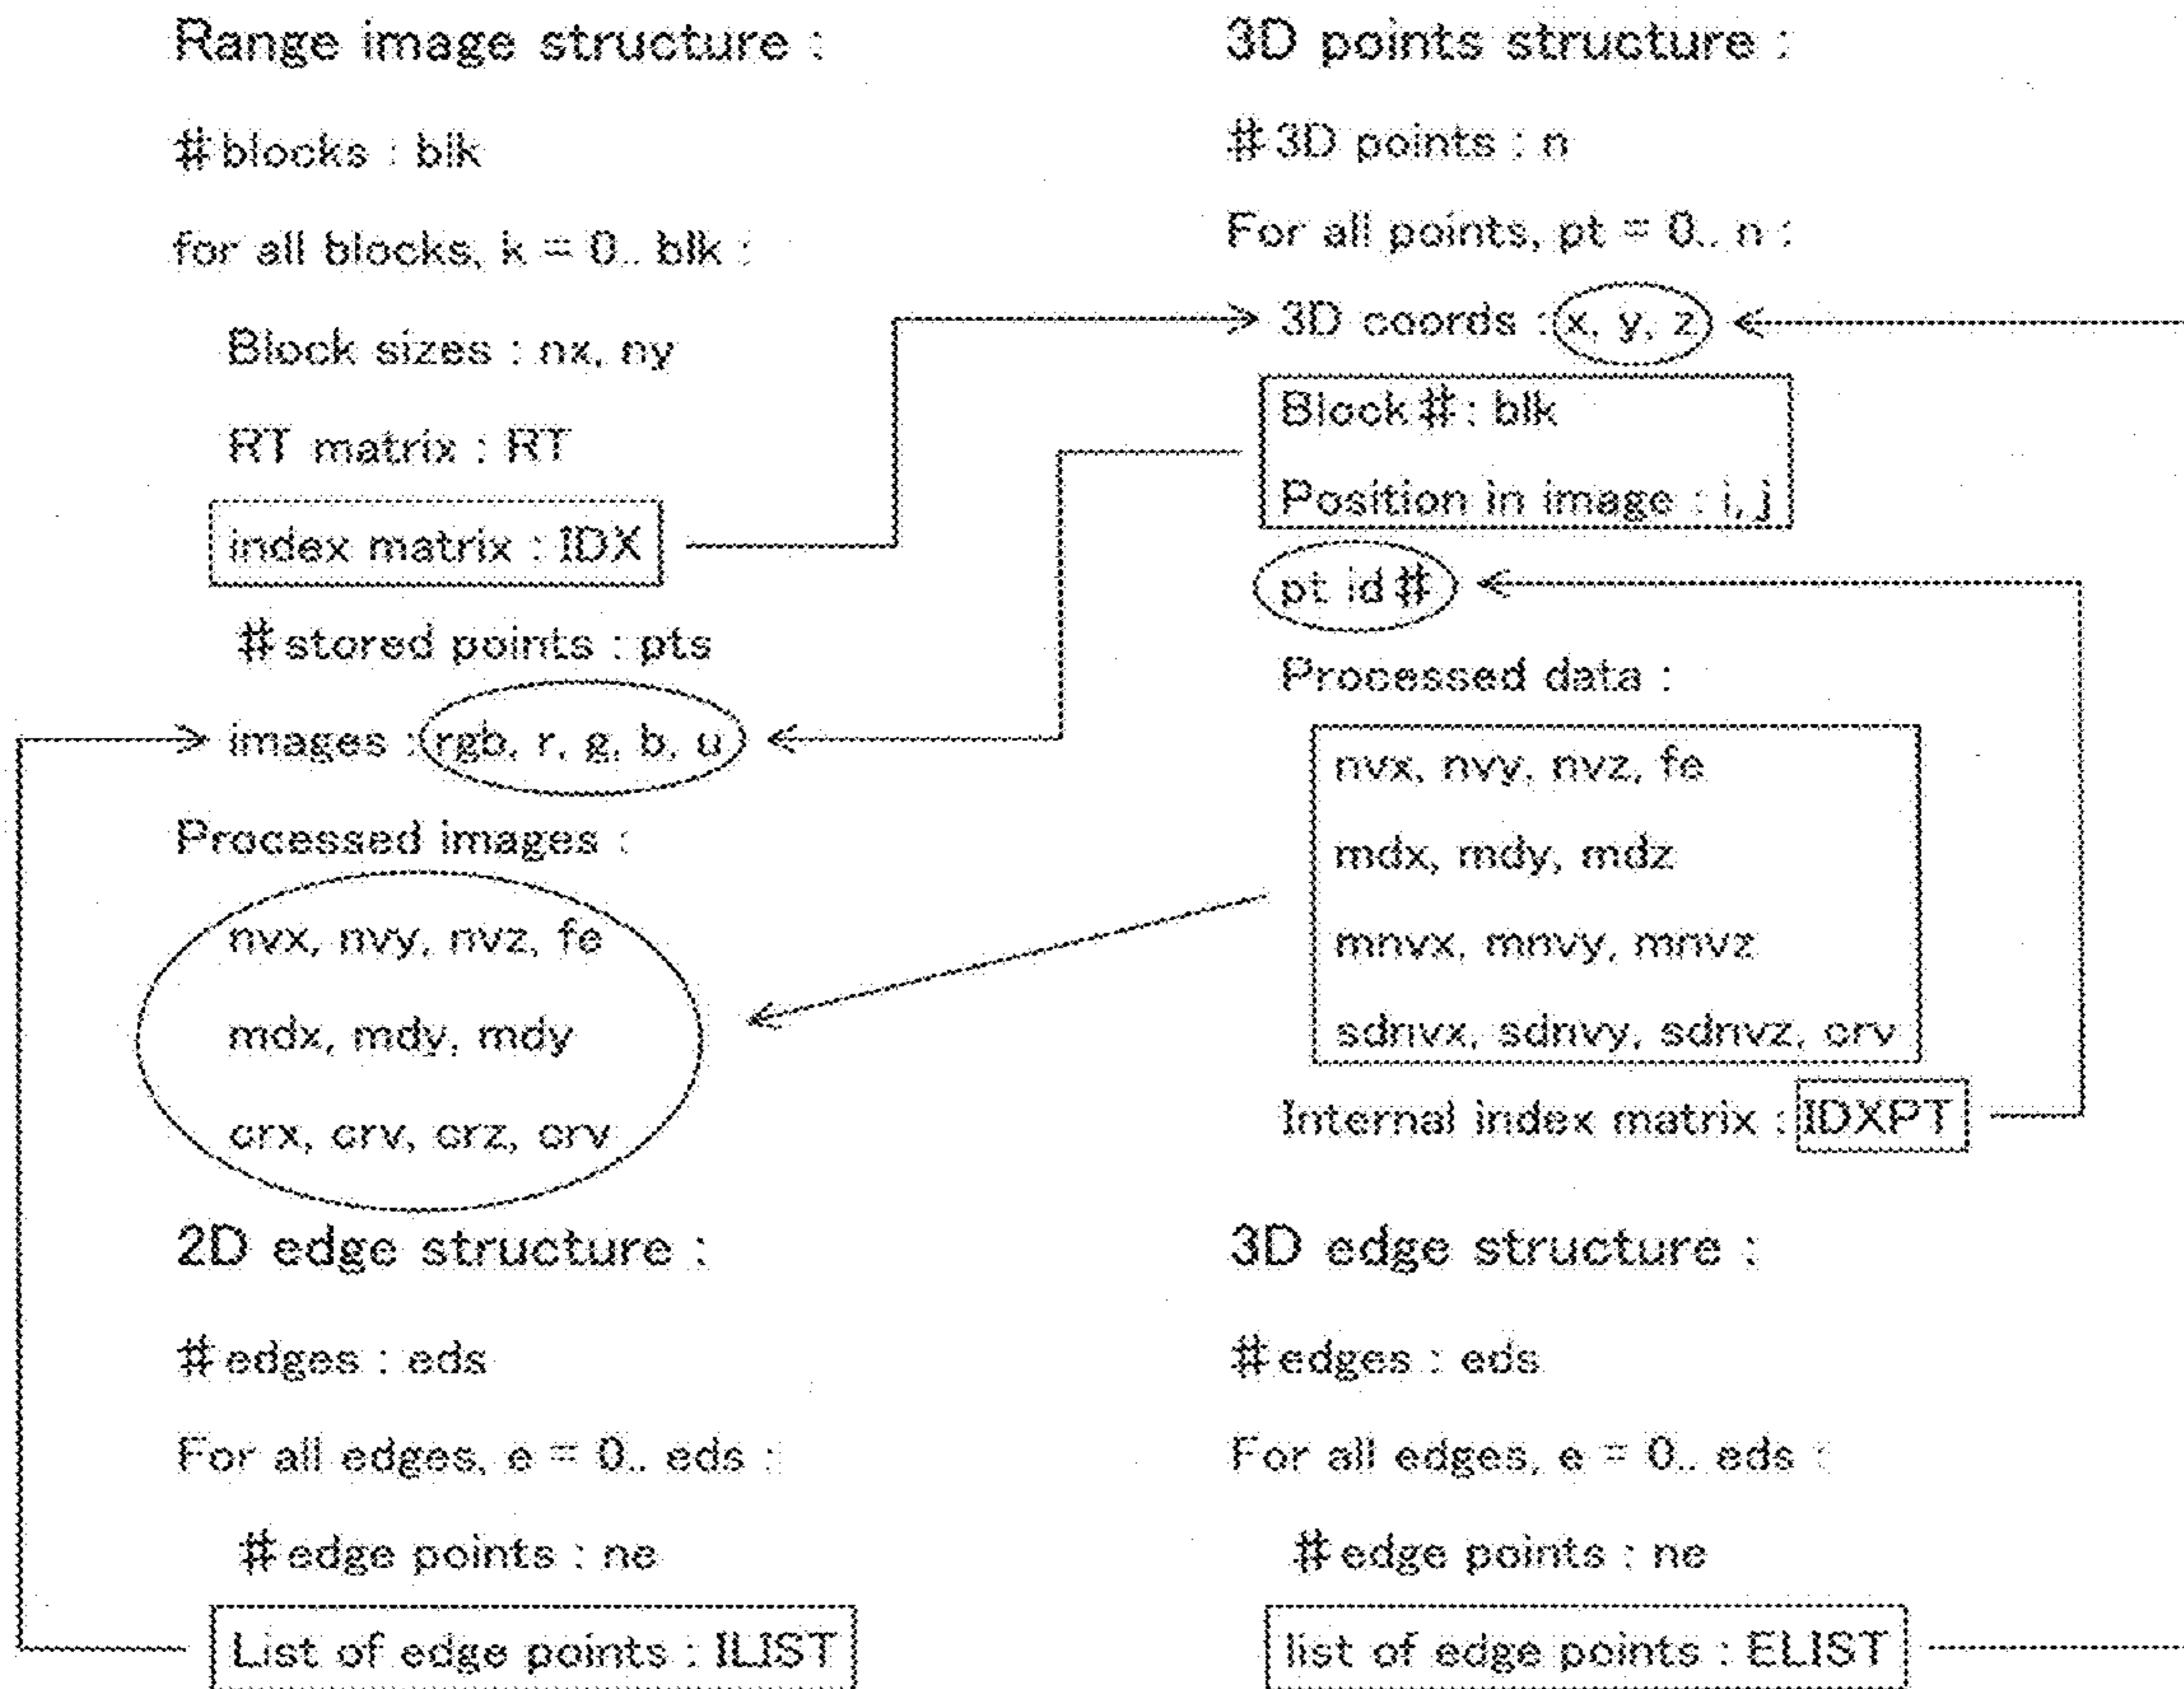 Range image structure :
#blocks : blk
for all blocks, k = 0.. blk :
Block sizes : nx, ny
RT matrix : RT
index matrix : IDX
#stored points : pts
images : rgb, r, g, b, u
Processed images :
nvx, nvy, nvz, fe
mdx, mdy, mdy
crx, crv, crz, crv
2D edge structure :
#edges : eds
For all edges, e = 0.. eds :
#edge points : ne
List of edge points : ILIST
3D points structure :
#3D points : n
For all points, pt = 0.. n :
3D coords : x, y, z
Block#: blk
Position in image : i, j
pt id#
Processed data :
nvx, nvy, nvz, fe
mdx, mdy, mdz
mnvx, mnvy, mnvz
sdnvx, sdnvy, sdnvz, crv
Internal index matrix : IDXPT
3D edge structure :
#edges : eds
For all edges, e = 0.. eds :
#edge points : ne
list of edge points : ELIST